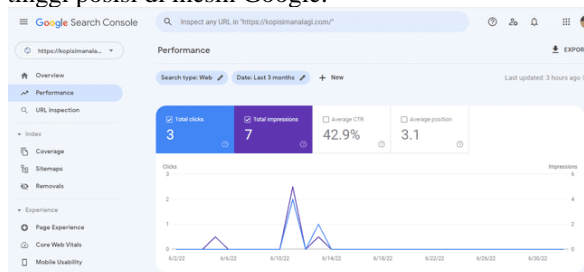 tinggi posisi di mesin Google.
Google Search Console
Inspect any URL in "https://kopisimanalagi.com/"
https://kopisimanala...
Performance
EXPOR
Search type: Web
Date: Last 3 months
+ New
Last updated: 3 hours ago
Overview
Performance
URL inspection
Index
Coverage
Sitemaps
Removals
Experience
Page Experience
Core Web Vitals
Mobile Usability
Total clicks
3
Total impressions
7
Average CTR
42.9%
Average position
3.1
Clicks
Impressions
3
2
1
0
6
4
2
0
6/2/22
6/6/22
6/10/22
6/14/22
6/18/22
6/22/22
6/26/22
6/30/22